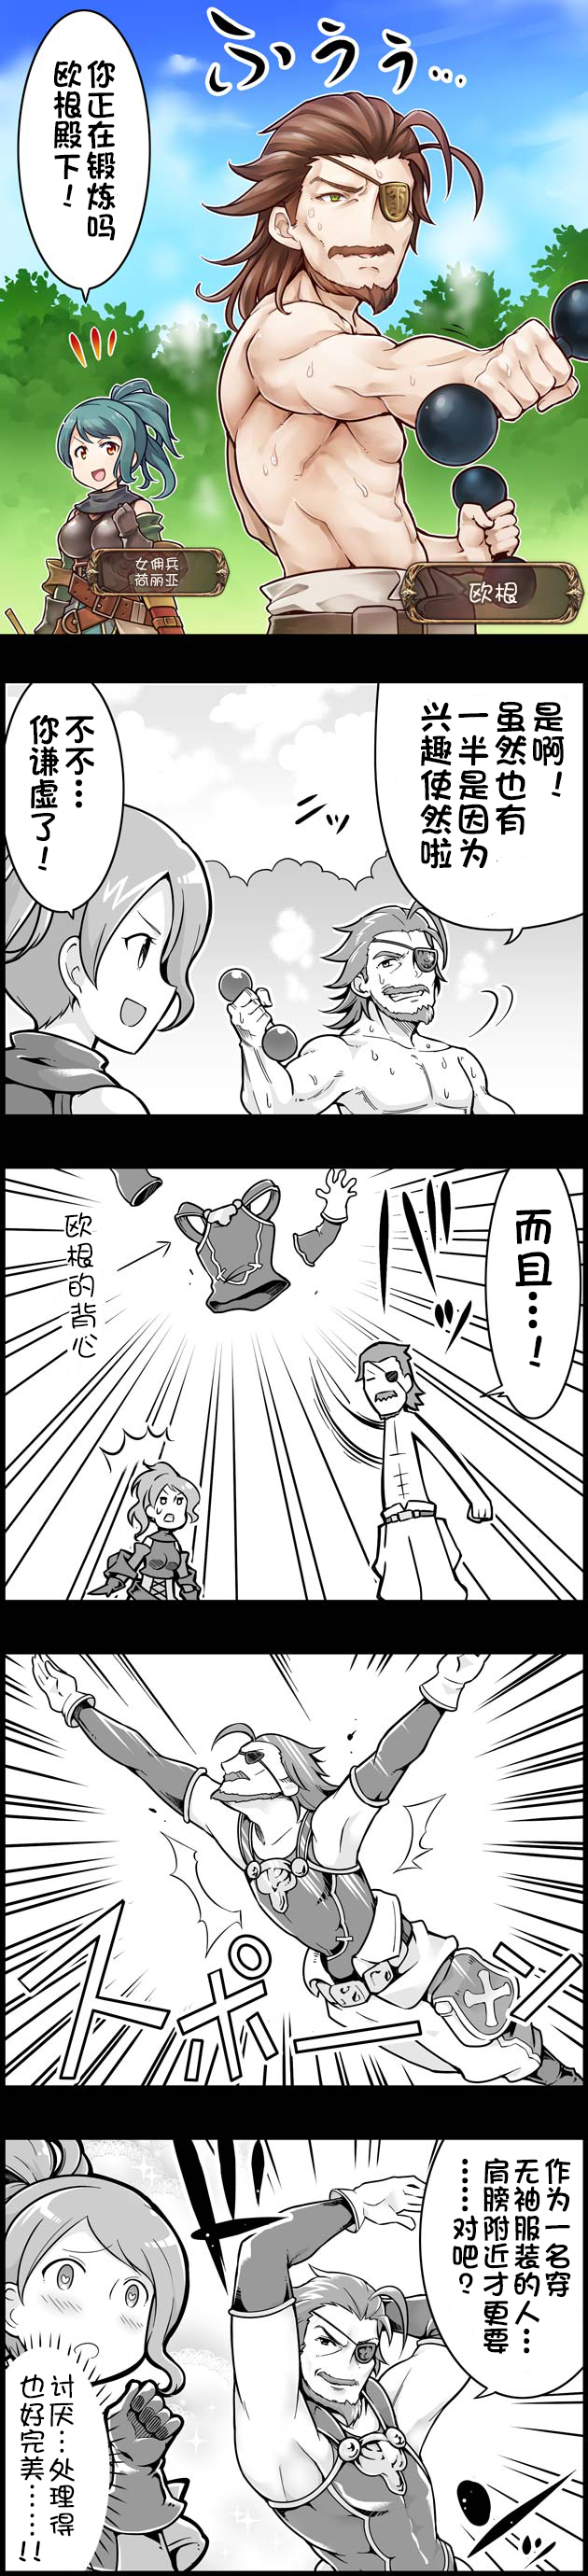 ふぅぅ…
你正在锻炼吗
欧根殿下！
女佣兵
荷丽亚
欧根
是啊！
虽然也有
一半是因为
兴趣使然啦
不不…
你谦虚了！
ニッ
而且…！
バッ
欧根的背心
スポーン
作为一名穿
无袖服装的人…
肩膀附近才更要
……对吧？
讨厌…处理得
也好完美……!!